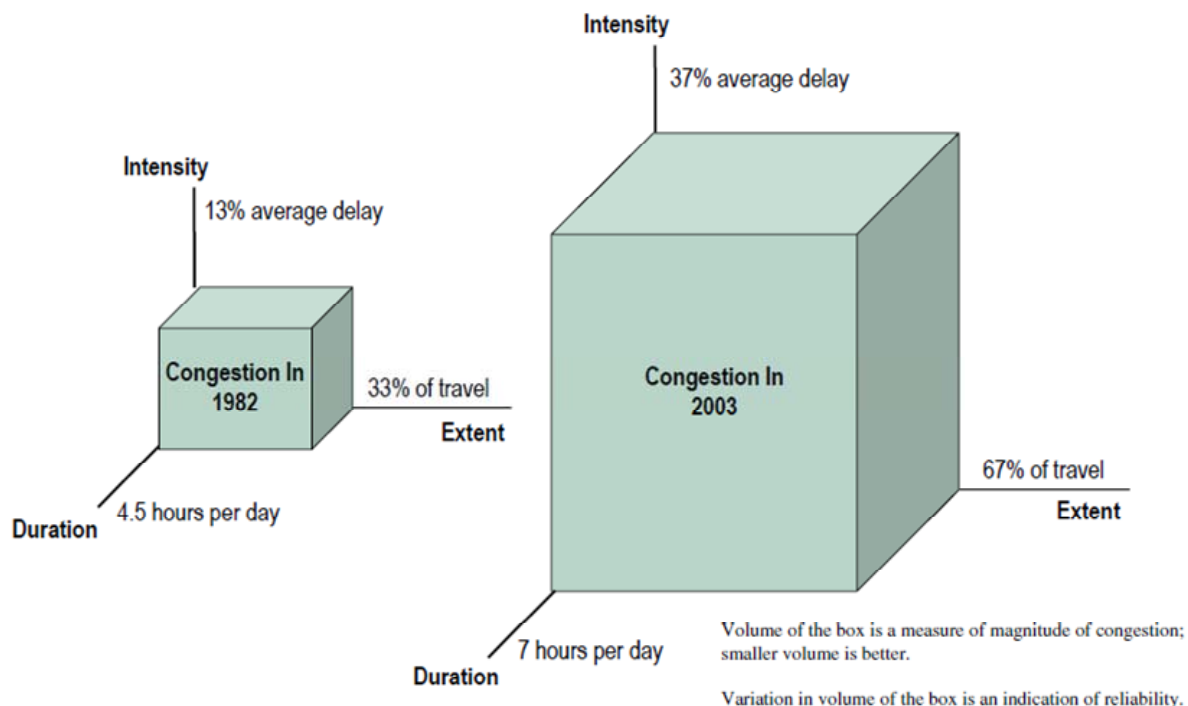 Intensity
13% average delay
Congestion In
1982
33% of travel
Extent
4.5 hours per day
Duration
Intensity
37% average delay
Congestion In
2003
67% of travel
Extent
7 hours per day
Duration
Volume of the box is a measure of magnitude of congestion;
smaller volume is better.
Variation in volume of the box is an indication of reliability.